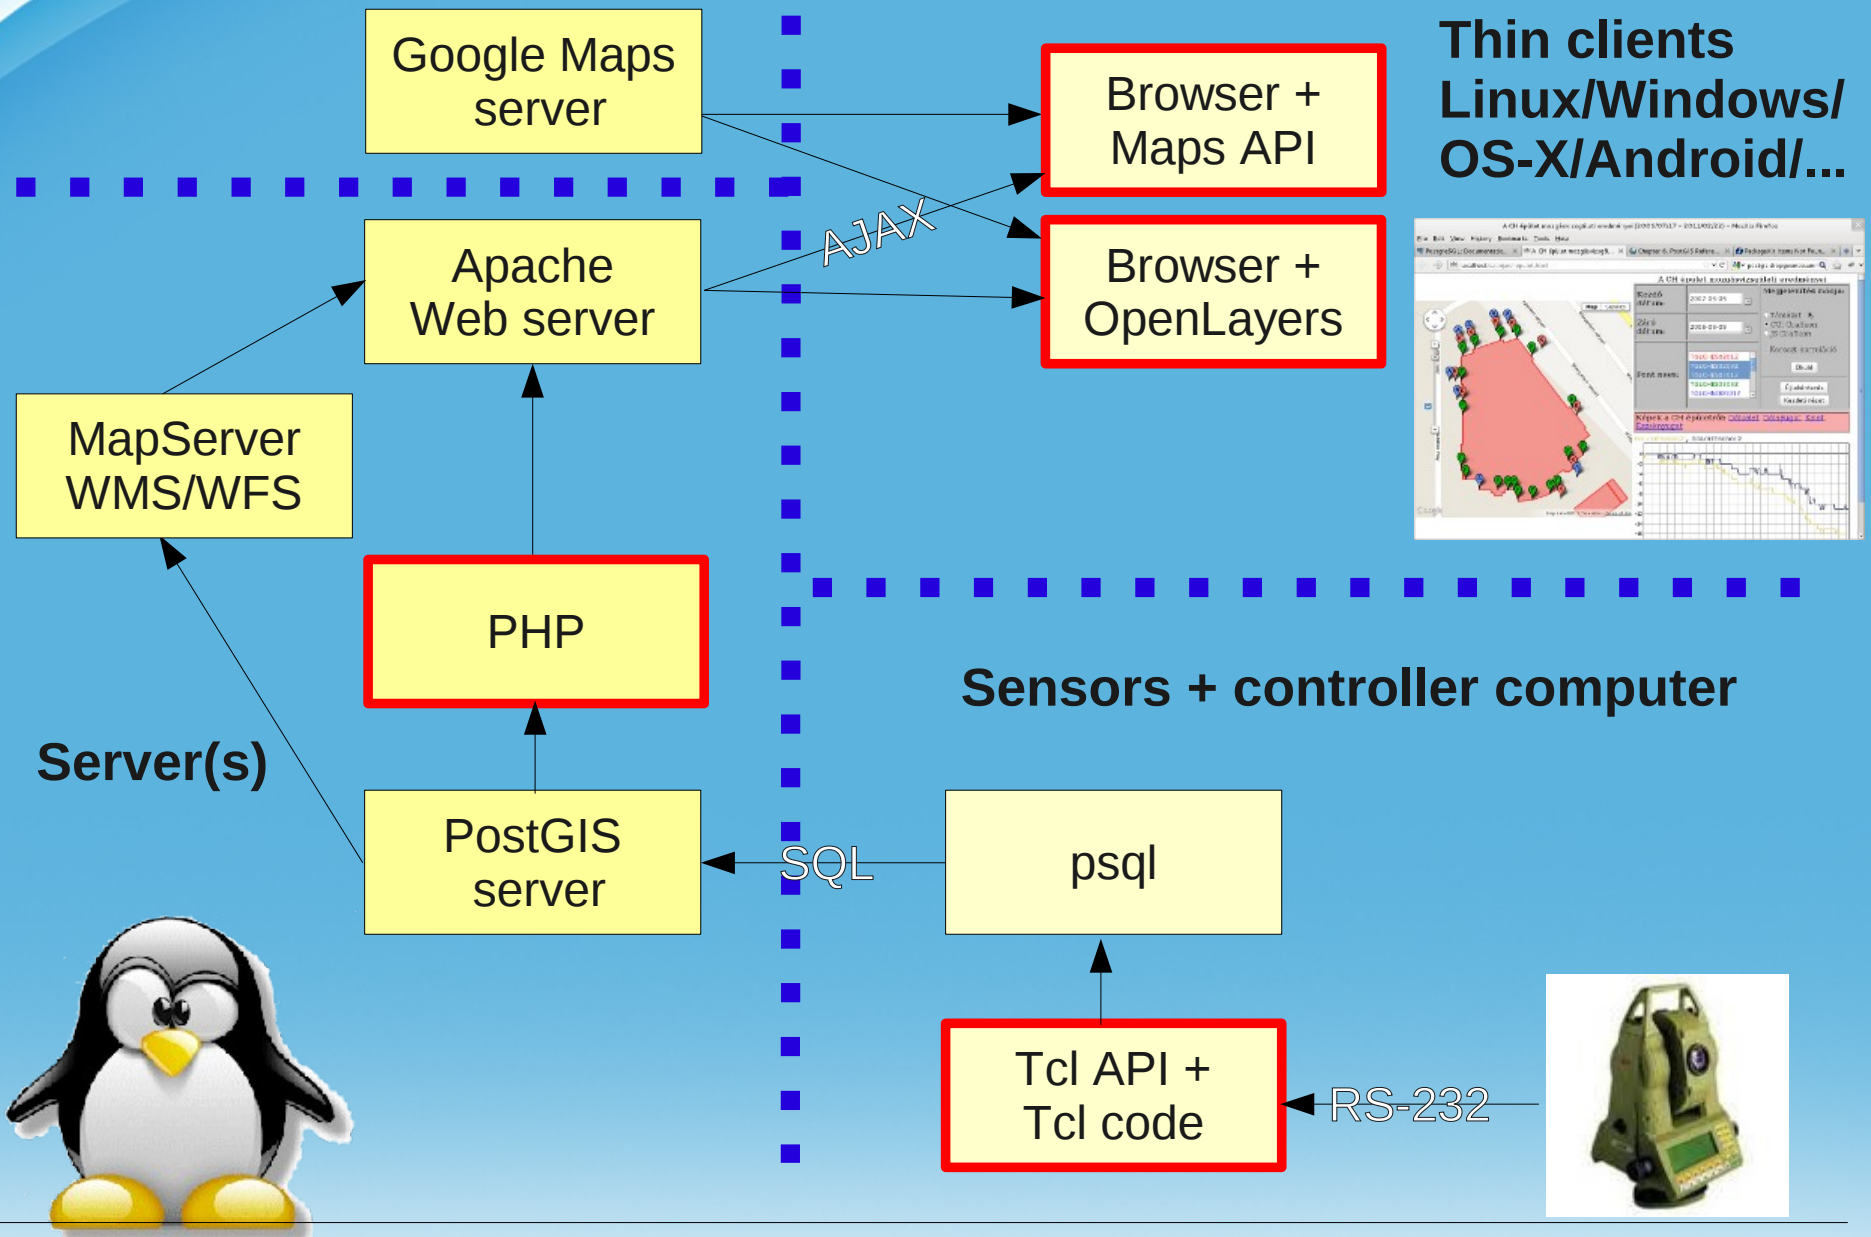 Google Maps
server
Browser +
Maps API
Thin clients
Linux/Windows/
OS-X/Android/...
AJAX
Apache
Web server
Browser +
OpenLayers
MapServer
WMS/WFS
PHP
Sensors + controller computer
Server(s)
PostGIS
server
SQL
psql
Tcl API +
Tcl code
RS-232